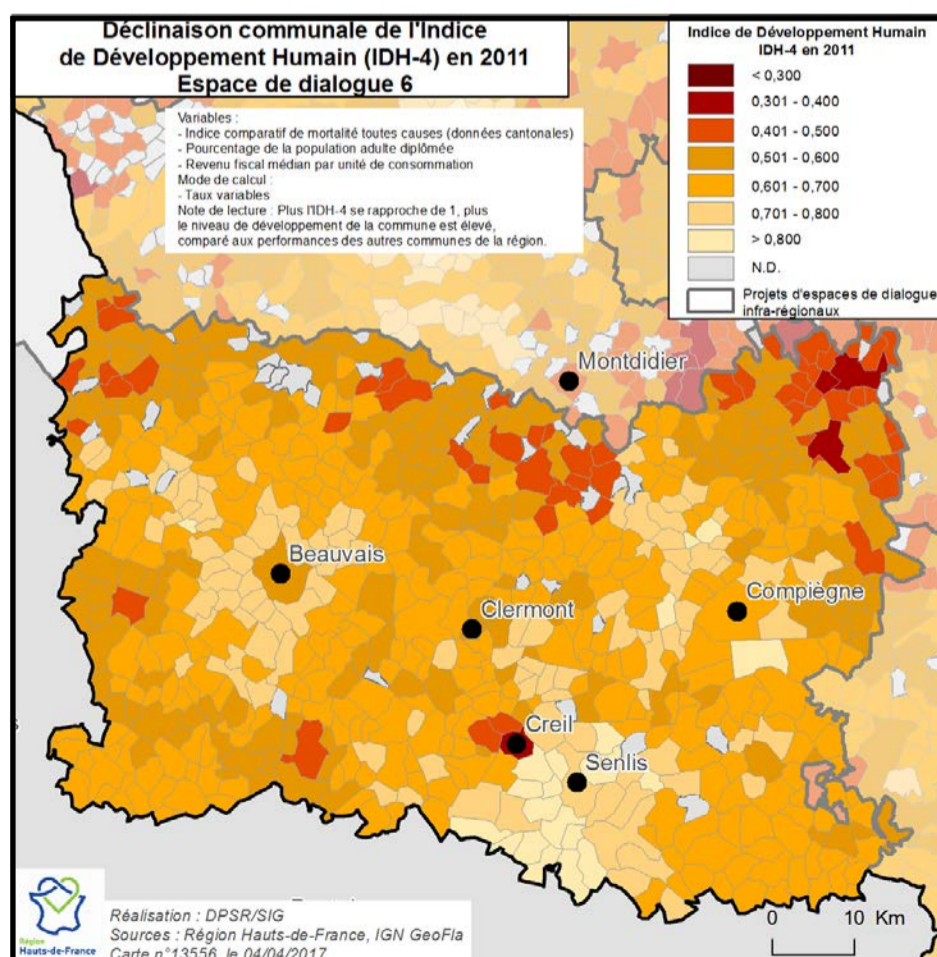 Déclinaison communale de l'Indice
de Développement Humain (IDH-4) en 2011
Espace de dialogue 6
Variables :
- Indice comparatif de mortalité toutes causes (données cantonales)
- Pourcentage de la population adulte diplômée
- Revenu fiscal médian par unité de consommation
Mode de calcul :
- Taux variables
Note de lecture : Plus l'IDH-4 se rapproche de 1, plus
le niveau de développement de la commune est élevé,
comparé aux performances des autres communes de la région.
Indice de Développement Humain
IDH-4 en 2011
< 0,300
0,301 - 0,400
0,401 - 0,500
0,501 - 0,600
0,601 - 0,700
0,701 - 0,800
> 0,800
N.D.
Projets d'espaces de dialogue
infra-régionaux
Montdidier
Beauvais
Clermont
Compiègne
Creil
Senlis
Région
Hauts-de-France
Réalisation : DPSR/SIG
Sources : Région Hauts-de-France, IGN GeoFla
Carte n°13556, le 04/04/2017
0 10 Km